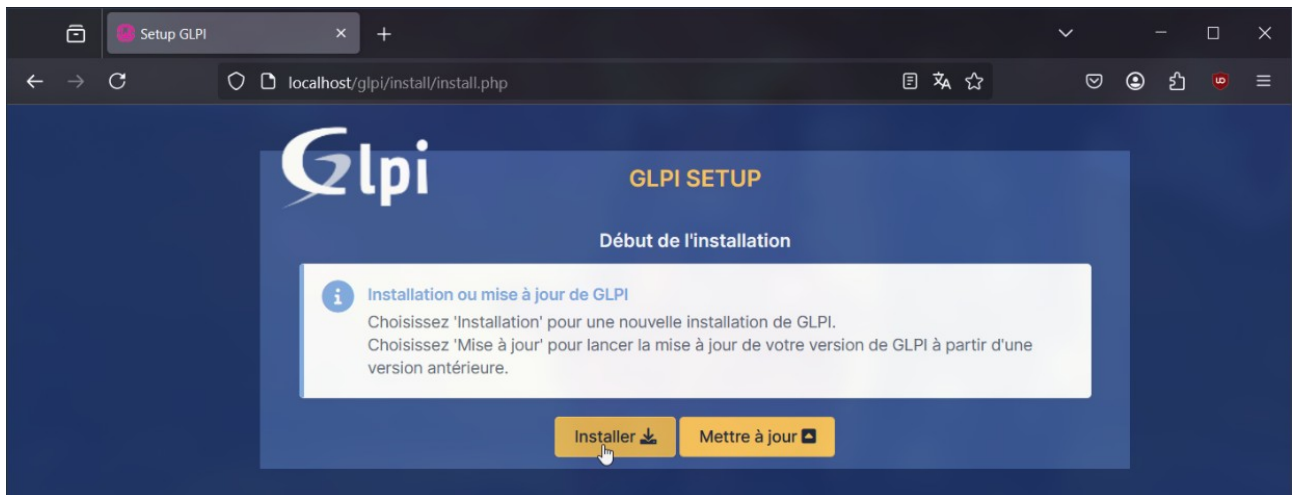 Setup GLPI
localhost/glpi/install/install.php
Glpi
GLPI SETUP
Début de l'installation
Installation ou mise à jour de GLPI
Choisissez 'Installation' pour une nouvelle installation de GLPI.
Choisissez 'Mise à jour' pour lancer la mise à jour de votre version de GLPI à partir d'une
version antérieure.
Installer
Mettre à jour